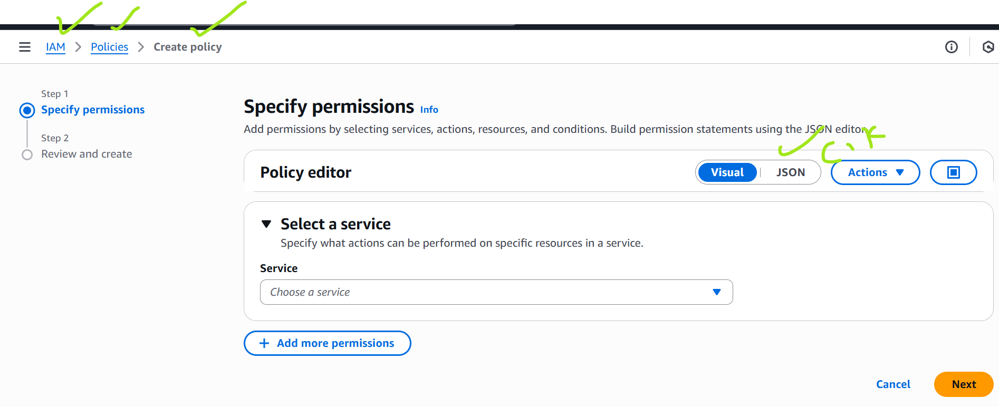 IAM > Policies > Create policy
Step 1
Specify permissions
Step 2
Review and create
Specify permissions Info
Add permissions by selecting services, actions, resources, and conditions. Build permission statements using the JSON editor.
Policy editor
Visual | JSON
Actions
Select a service
Specify what actions can be performed on specific resources in a service.
Service
Choose a service
+ Add more permissions
Cancel
Next